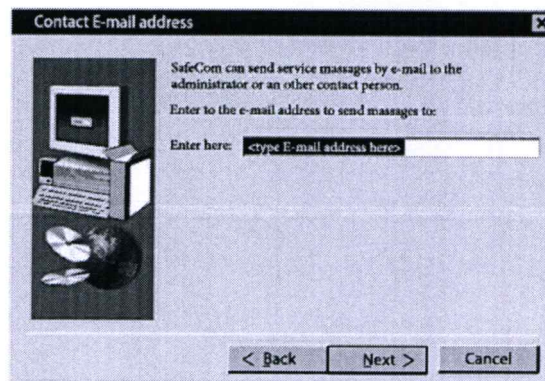 Contact E-mail address
SafeCom can send service massages by e-mail to the
administrator or an other contact person.
Enter to the e-mail address to send massages to:
Enter here: <type E-mail address here>
< Back Next > Cancel